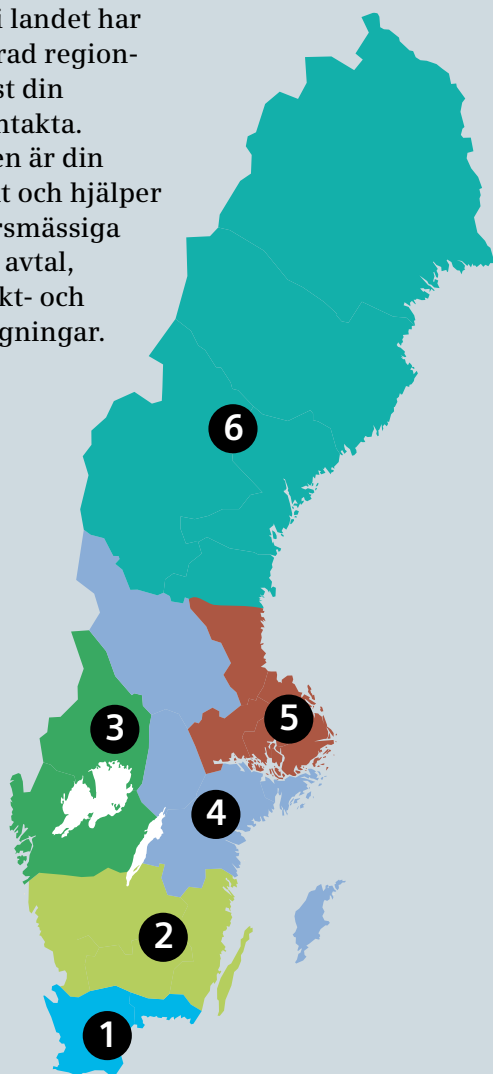 i landet har
rad region-
st din
ntakta.
en är din
t och hjälper
rsmässiga
avtal,
kt- och
gningar.
6
5
3
4
2
1